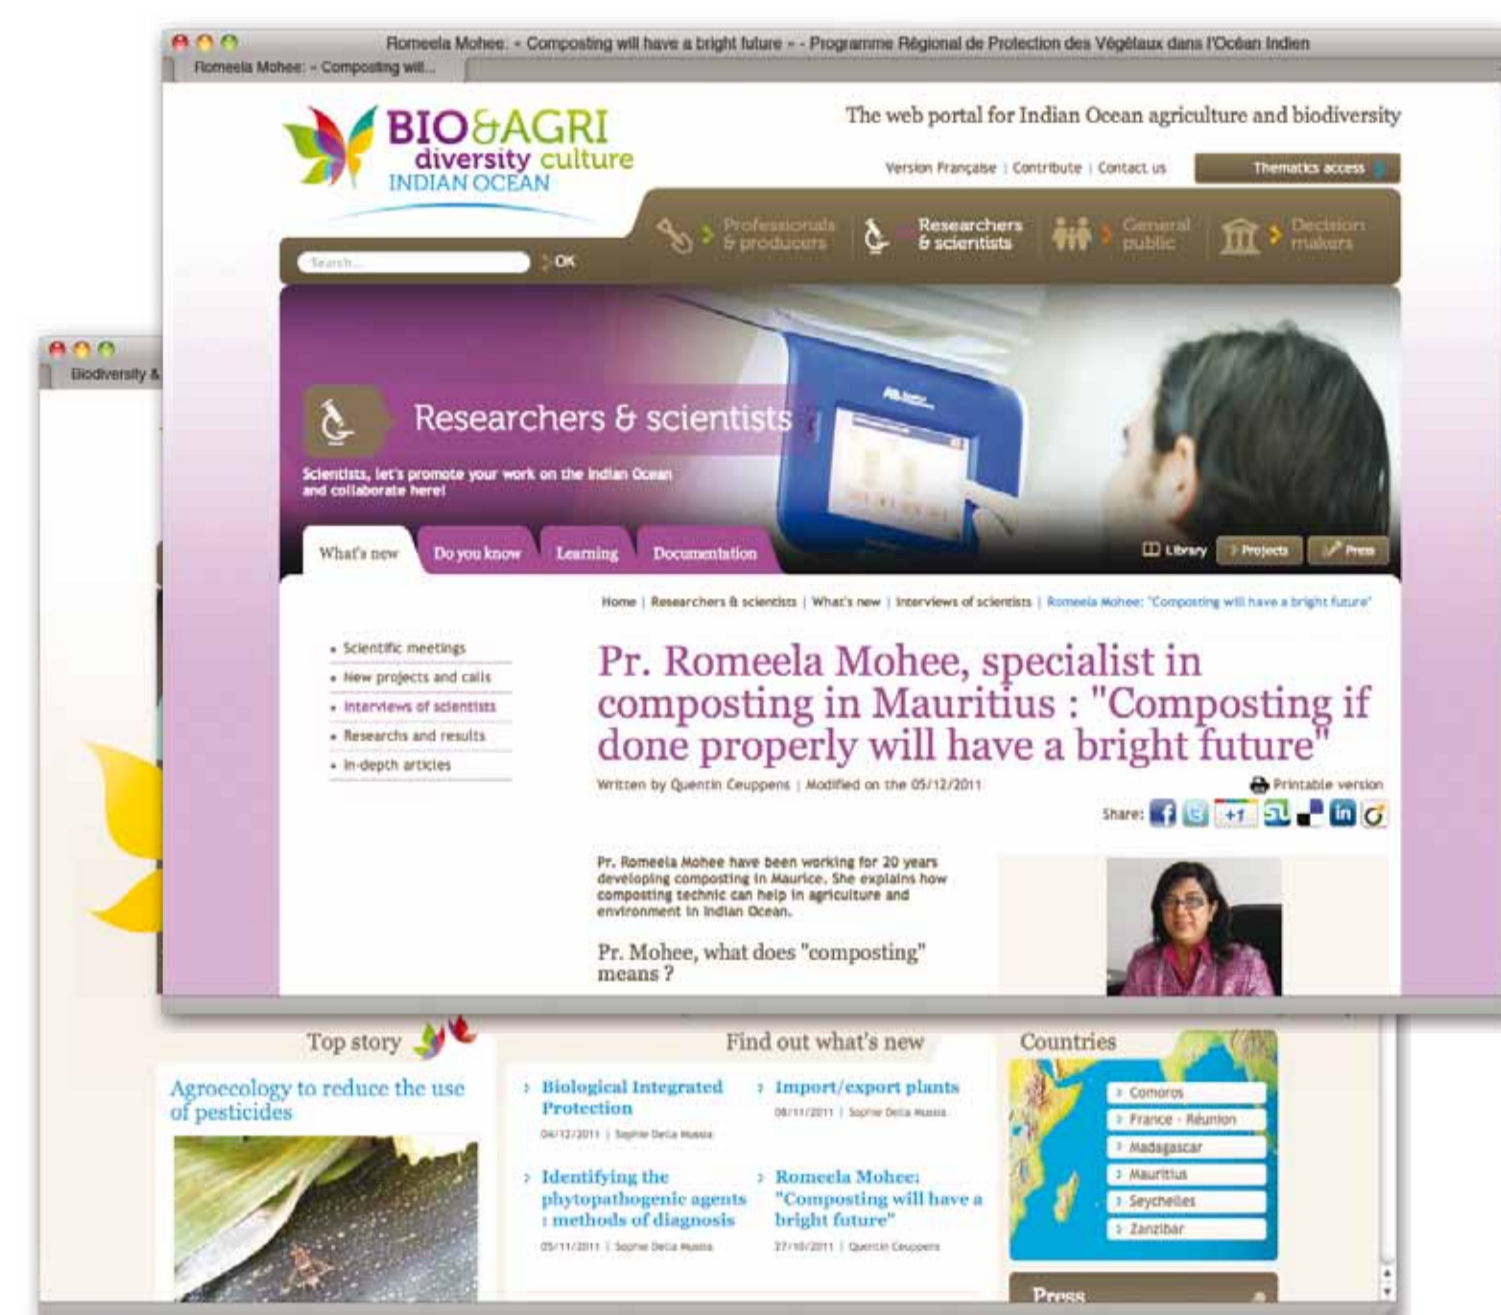 Romeela Mohee: « Composting will have a bright future » - Programme Régional de Protection des Végétaux dans l'Océan Indien
Romeela Mohee: « Composting will...
BIO&AGRI
diversity culture
INDIAN OCEAN
The web portal for Indian Ocean agriculture and biodiversity
Version Française | Contribute | Contact us
Thematics access
Professionals
& producers
Researchers
& scientists
General
public
Decision
makers
Search...
OK
Researchers & scientists
Scientists, let's promote your work on the Indian Ocean
and collaborate here!
What's new
Do you know
Learning
Documentation
Library
Projects
Press
Home | Researchers & scientists | What's new | Interviews of scientists | Romeela Mohee: "Composting will have a bright future"
• Scientific meetings
• New projects and calls
• Interviews of scientists
• Researchs and results
• In-depth articles
Pr. Romeela Mohee, specialist in
composting in Mauritius : "Composting if
done properly will have a bright future"
Written by Quentin Ceuppens | Modified on the 05/12/2011
Printable version
Share:
+1
in
Pr. Romeela Mohee have been working for 20 years
developing composting in Maurice. She explains how
composting technic can help in agriculture and
environment in Indian Ocean.
Pr. Mohee, what does "composting"
means ?
Biodiversity &
Top story
Agroecology to reduce the use
of pesticides
Find out what's new
Biological Integrated
Protection
04/12/2011 | Sophie Della Mussia
Import/export plants
08/11/2011 | Sophie Della Mussia
Identifying the
phytopathogenic agents
: methods of diagnosis
05/11/2011 | Sophie Della Mussia
Romeela Mohee:
"Composting will have a
bright future"
27/10/2011 | Quentin Ceuppens
Countries
Comoros
France - Réunion
Madagascar
Mauritius
Seychelles
Zanzibar
Press